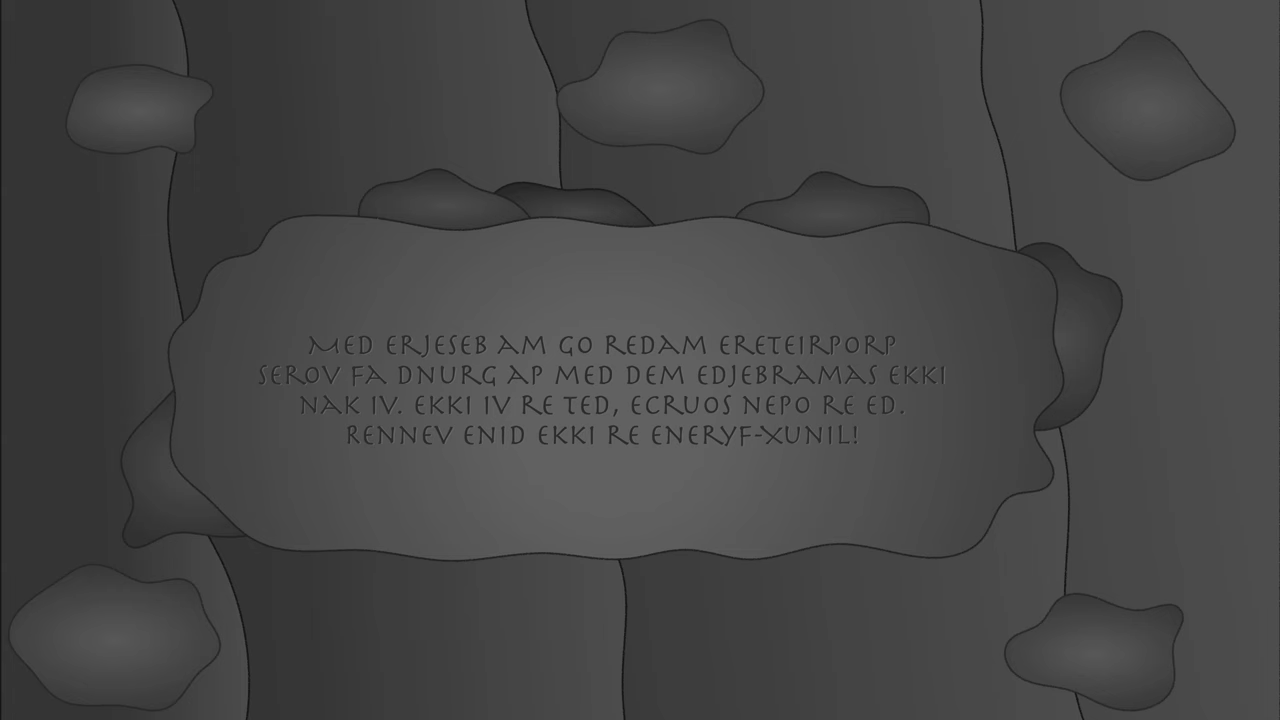 Med erjeseb am go redam ereteirporp
serov fa dnurg ap med dem edjebramas ekki
nak iv. ekki iv re ted, ecruos nepo re ed.
rennev enid ekki re eneryf-xunil!